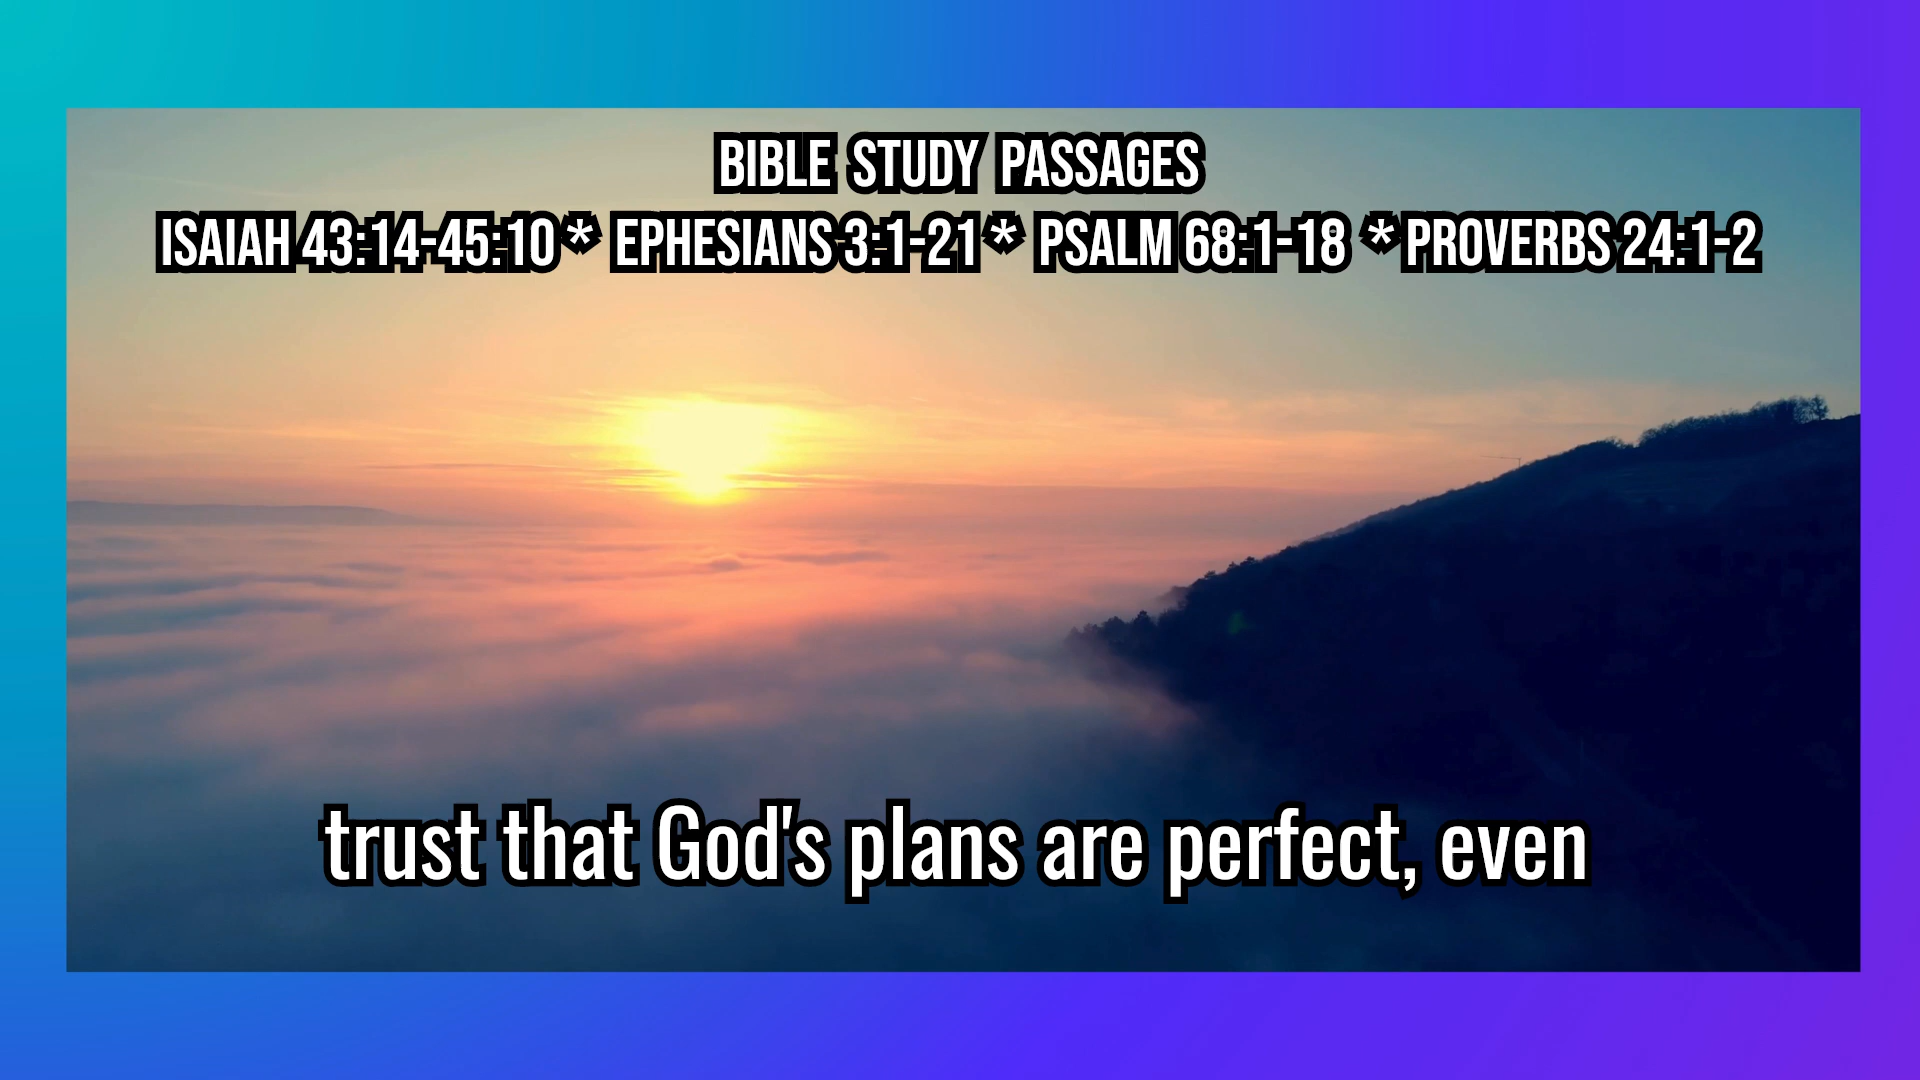 BIBLE STUDY PASSAGES
ISAIAH 43:14-45:10 * EPHESIANS 3:1-21 * PSALM 68:1-18 * PROVERBS 24:1-2
trust that God's plans are perfect, even